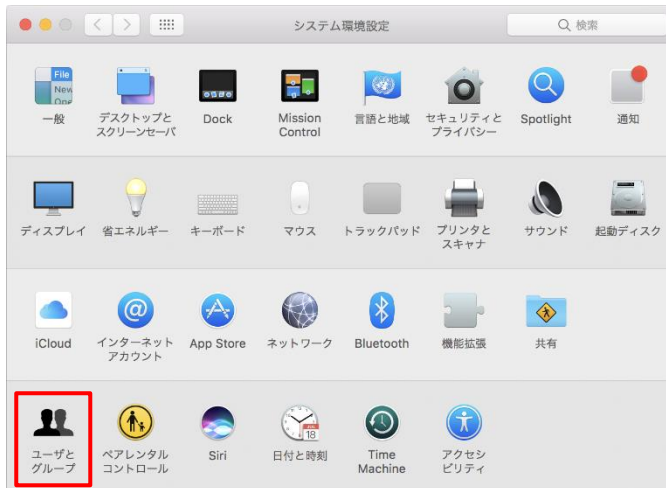 システム環境設定
検索
File
New
One
一般
デスクトップと
スクリーンセーバ
Dock
Mission
Control
言語と地域
セキュリティと
プライバシー
Spotlight
通知
ディスプレイ
省エネルギー
キーボード
マウス
トラックパッド
プリンタと
スキャナ
サウンド
起動ディスク
iCloud
インターネット
アカウント
App Store
ネットワーク
Bluetooth
機能拡張
共有
ユーザと
グループ
ペアレンタル
コントロール
Siri
18
日付と時刻
Time
Machine
アクセシ
ビリティ